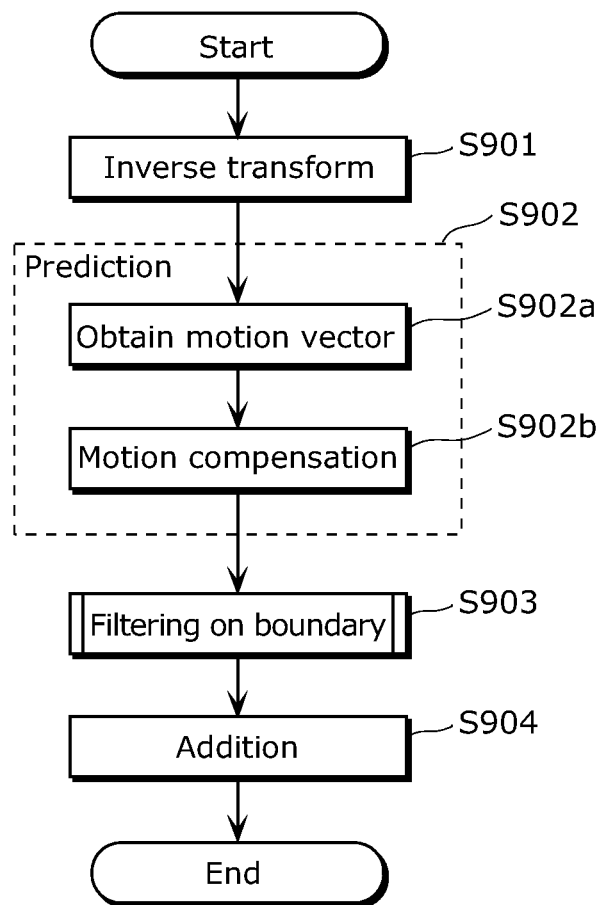 Start
Inverse transform
S901
S902
Prediction
Obtain motion vector
S902a
Motion compensation
S902b
Filtering on boundary
S903
Addition
S904
End